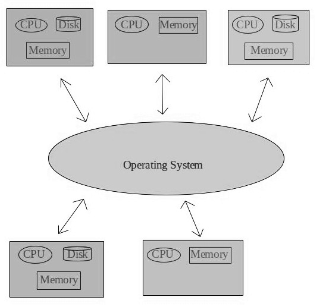 CPU Disk
Memory
CPU Memory
CPU Disk
Memory
Operating System
CPU Disk
Memory
CPU Memory